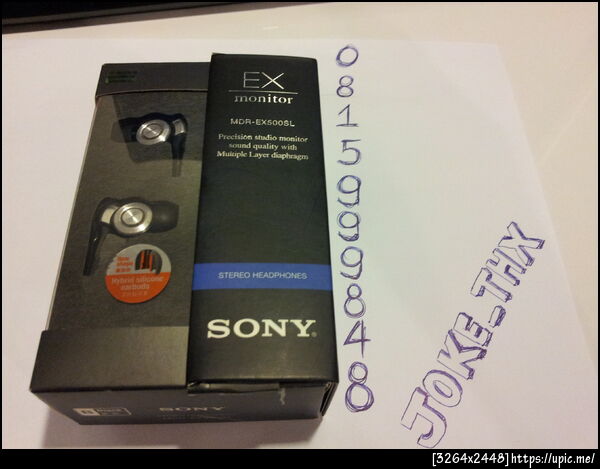 EX
monitor
MDR-EX500SL
Precision studio monitor
sound quality with
Multiple Layer diaphragm
Hybrid silicone
earbuds
STEREO HEADPHONES
SONY
SONY
0
8
1
5
9
9
9
8
4
8
JOKE_THX
[3264x2448]https://upic.me/